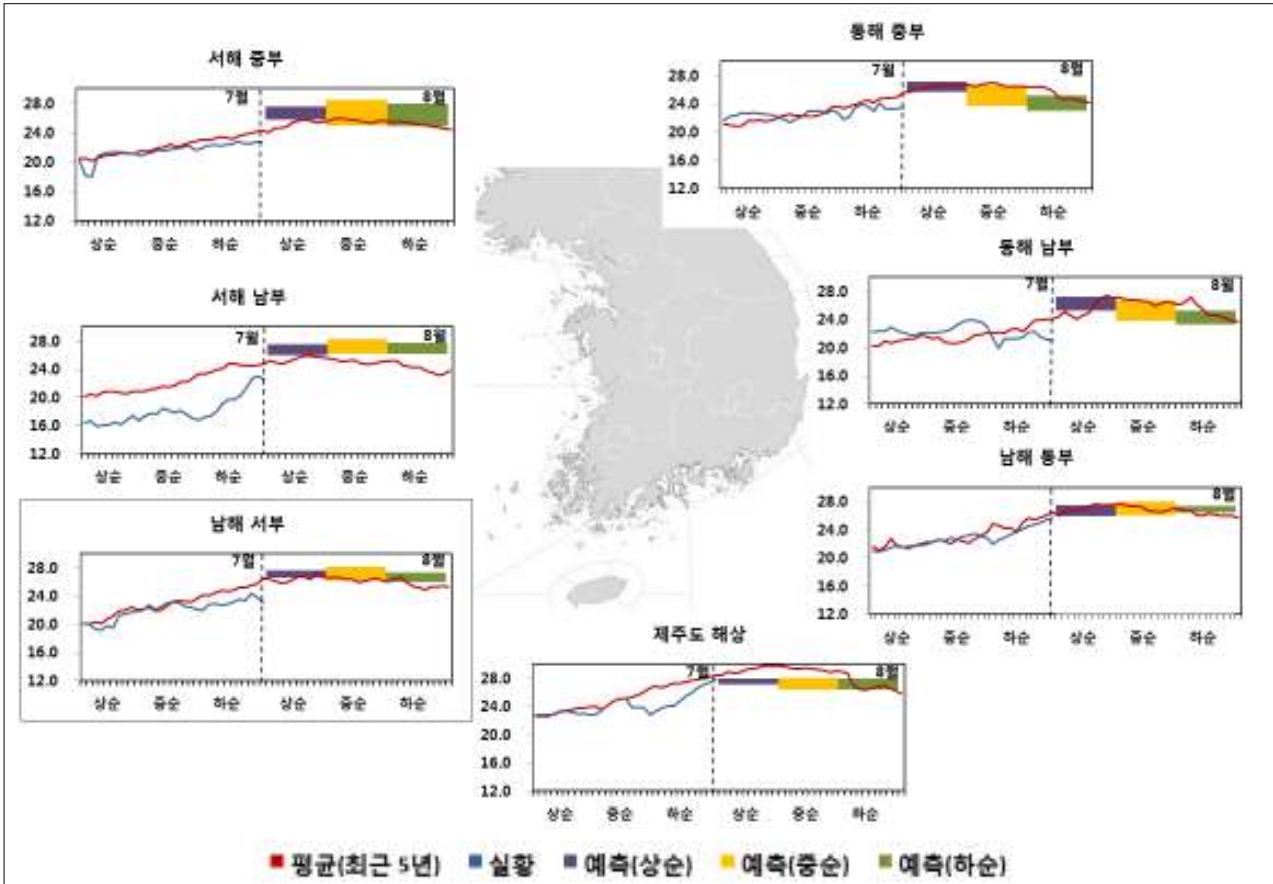 서해 중부
7월
8월
28.0
24.0
20.0
16.0
12.0
상순 중순 하순 상순 중순 하순
동해 중부
7월
8월
28.0
24.0
20.0
16.0
12.0
상순 중순 하순 상순 중순 하순
서해 남부
7월
8월
28.0
24.0
20.0
16.0
12.0
상순 중순 하순 상순 중순 하순
동해 남부
7월
8월
28.0
24.0
20.0
16.0
12.0
상순 중순 하순 상순 중순 하순
남해 서부
7월
8월
28.0
24.0
20.0
16.0
12.0
상순 중순 하순 상순 중순 하순
남해 동부
7월
8월
28.0
24.0
20.0
16.0
12.0
상순 중순 하순 상순 중순 하순
제주도 해상
7월
8월
28.0
24.0
20.0
16.0
12.0
상순 중순 하순 상순 중순 하순
평균(최근 5년) 실황 예측(상순) 예측(중순) 예측(하순)